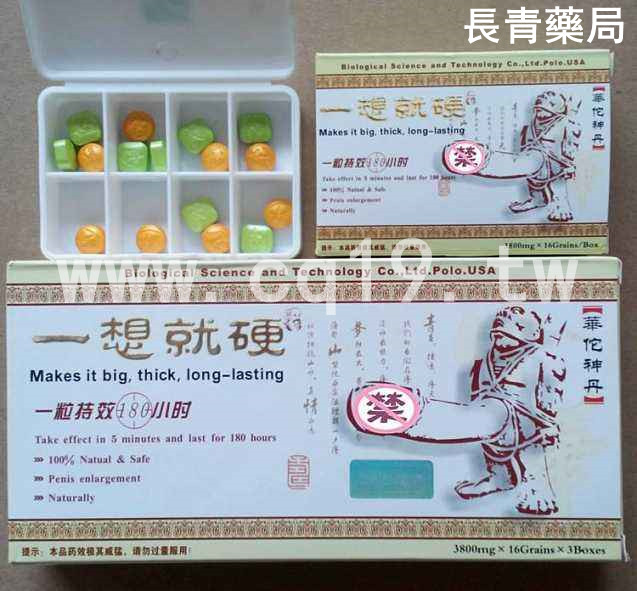 長青藥局
Biological Science and Technology Co.,Ltd.Polo.USA
一想就硬
Makes it big, thick, long-lasting
一粒特效180小时
Take effect in 5 minutes and last for 180 hours
100% Natual & Safe
Penis enlargement
Naturally
禁
【華佗神丹】
3800mg×16Grains/Box
www.cq19.tw
Biological Science and Technology Co.,Ltd.Polo.USA
一想就硬
Makes it big, thick, long-lasting
一粒特效180小时
Take effect in 5 minutes and last for 180 hours
100% Natual & Safe
Penis enlargement
Naturally
禁
【華佗神丹】
提示：本品药效极其威猛，请勿过量服用！
3800mg×16Grains×3Boxes